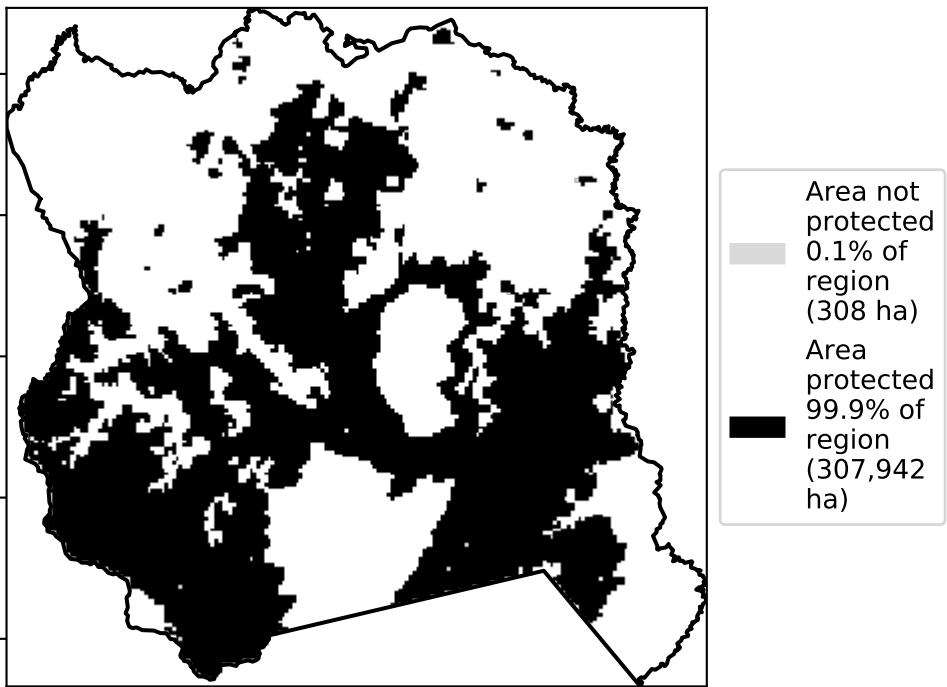 Area not
protected
0.1% of
region
(308 ha)
Area
protected
99.9% of
region
(307,942
ha)